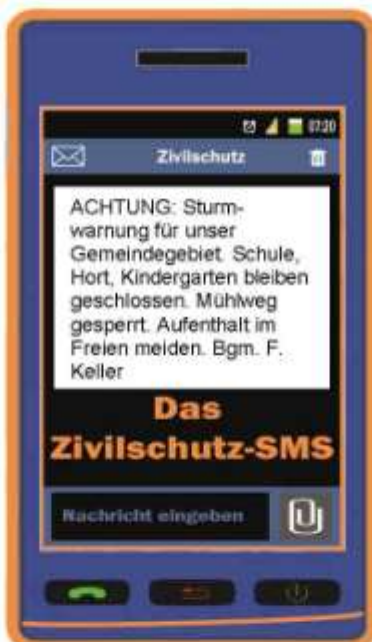 07:20
Zivilschutz
ACHTUNG: Sturm-
warnung für unser
Gemeindegebiet. Schule,
Hort, Kindergarten bleiben
geschlossen. Mühlweg
gesperrt. Aufenthalt im
Freien meiden. Bgm. F.
Keller
Das
Zivilschutz-SMS
Nachricht eingeben